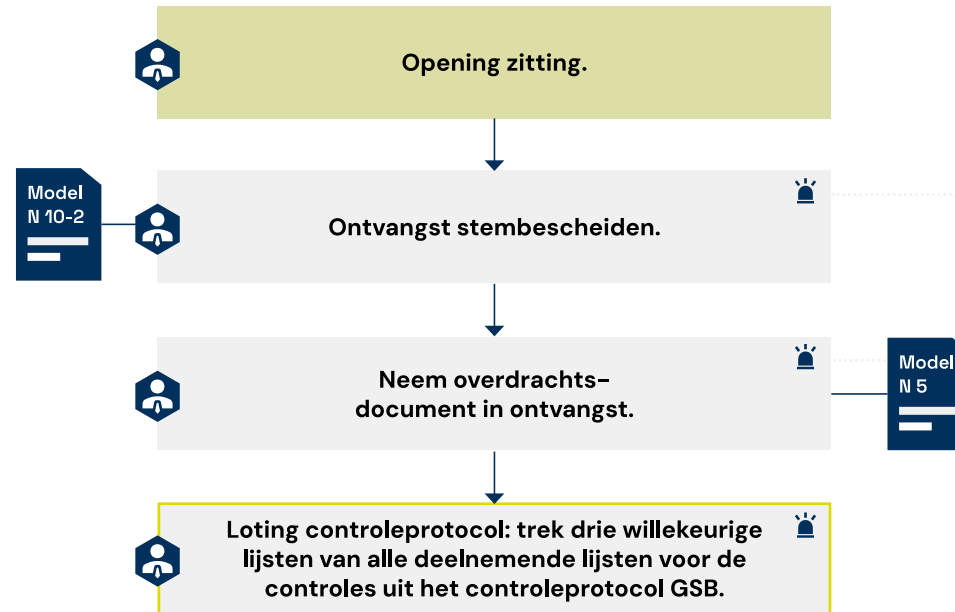 Opening zitting.
Model
N 10-2
Ontvangst stembescheiden.
Neem overdrachts-
document in ontvangst.
Model
N 5
Loting controleprotocol: trek drie willekeurige
lijsten van alle deelnemende lijsten voor de
controles uit het controleprotocol GSB.